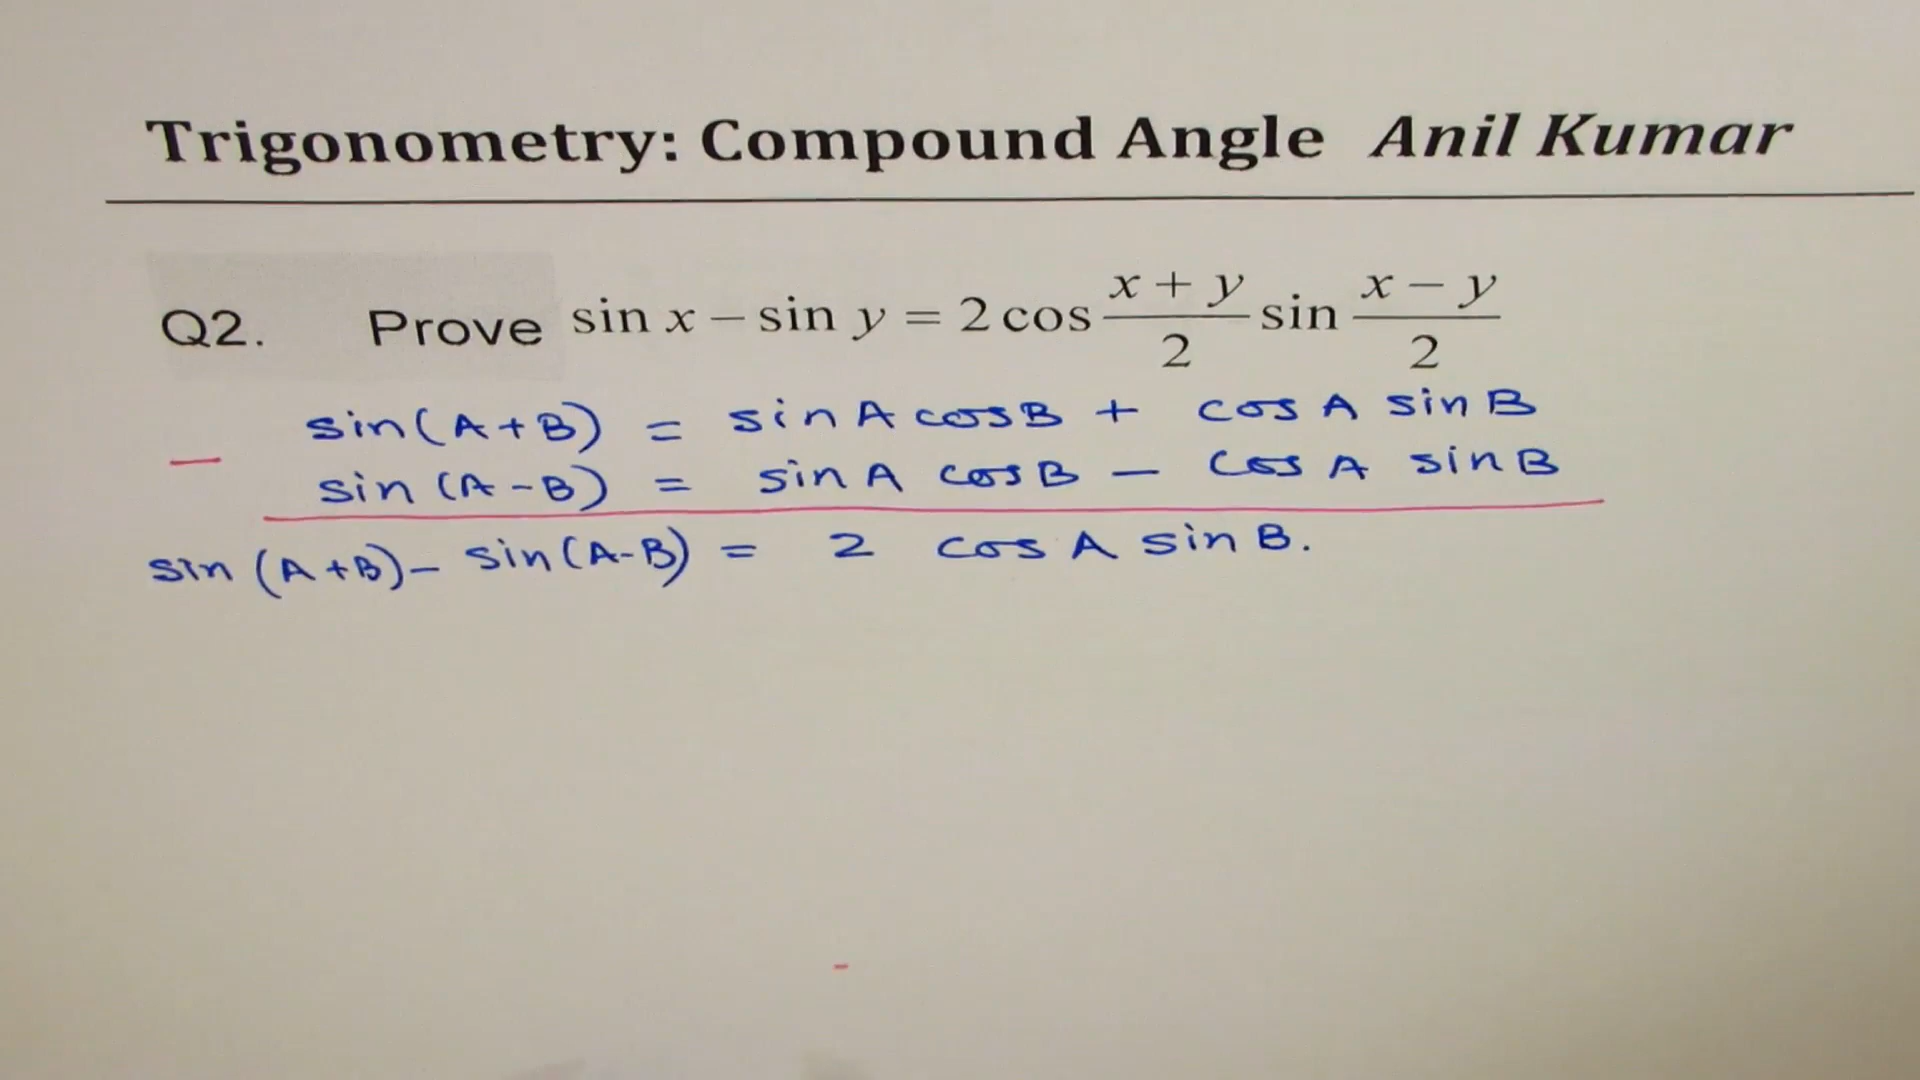 Trigonometry: Compound Angle Anil Kumar
Q2. Prove sin x − sin y = 2 cos (x + y)/2 sin (x − y)/2
sin(A+B) = sin A cos B + cos A sin B
− sin (A−B) = sin A cos B − cos A sin B
sin (A+B) − sin (A−B) = 2 cos A sin B.